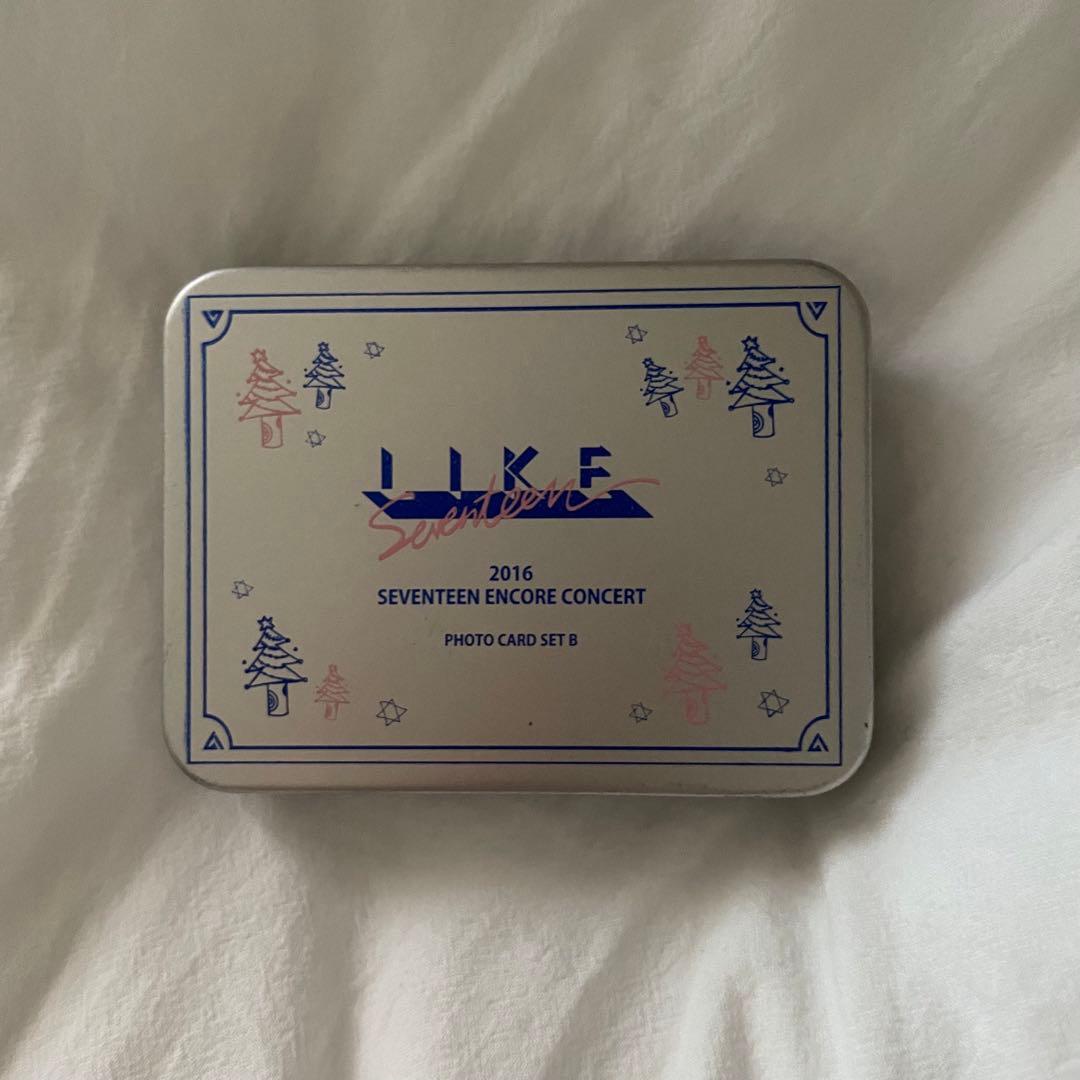 LIKE
Seventeen
2016
SEVENTEEN ENCORE CONCERT
PHOTO CARD SET B